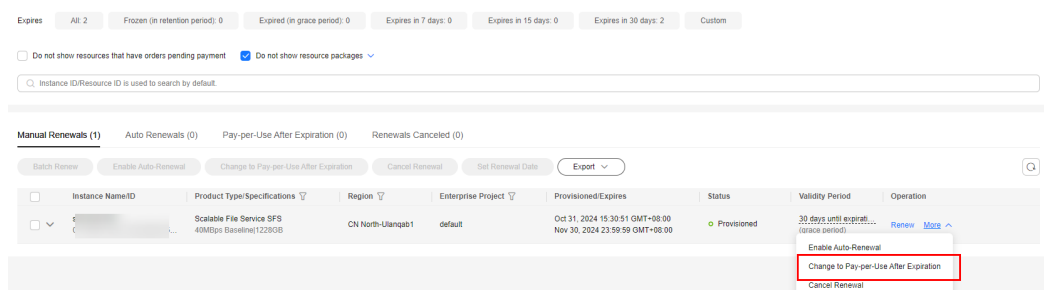 Expires All: 2 Frozen (in retention period): 0 Expired (in grace period): 0 Expires in 7 days: 0 Expires in 15 days: 0 Expires in 30 days: 2 Custom
Do not show resources that have orders pending payment Do not show resource packages
Instance ID/Resource ID is used to search by default.
Manual Renewals (1) Auto Renewals (0) Pay-per-Use After Expiration (0) Renewals Canceled (0)
Batch Renew Enable Auto-Renewal Change to Pay-per-Use After Expiration Cancel Renewal Set Renewal Date Export
Instance Name/ID Product Type/Specifications Region Enterprise Project Provisioned/Expires Status Validity Period Operation
Scalable File Service SFS Oct 31, 2024 15:30:51 GMT+08:00 30 days until expirati...
CN North-Ulanqab1 default Provisioned Renew More
40MBps Baseline|1228GB Nov 30, 2024 23:59:59 GMT+08:00 (grace period)
Enable Auto-Renewal
Change to Pay-per-Use After Expiration
Cancel Renewal